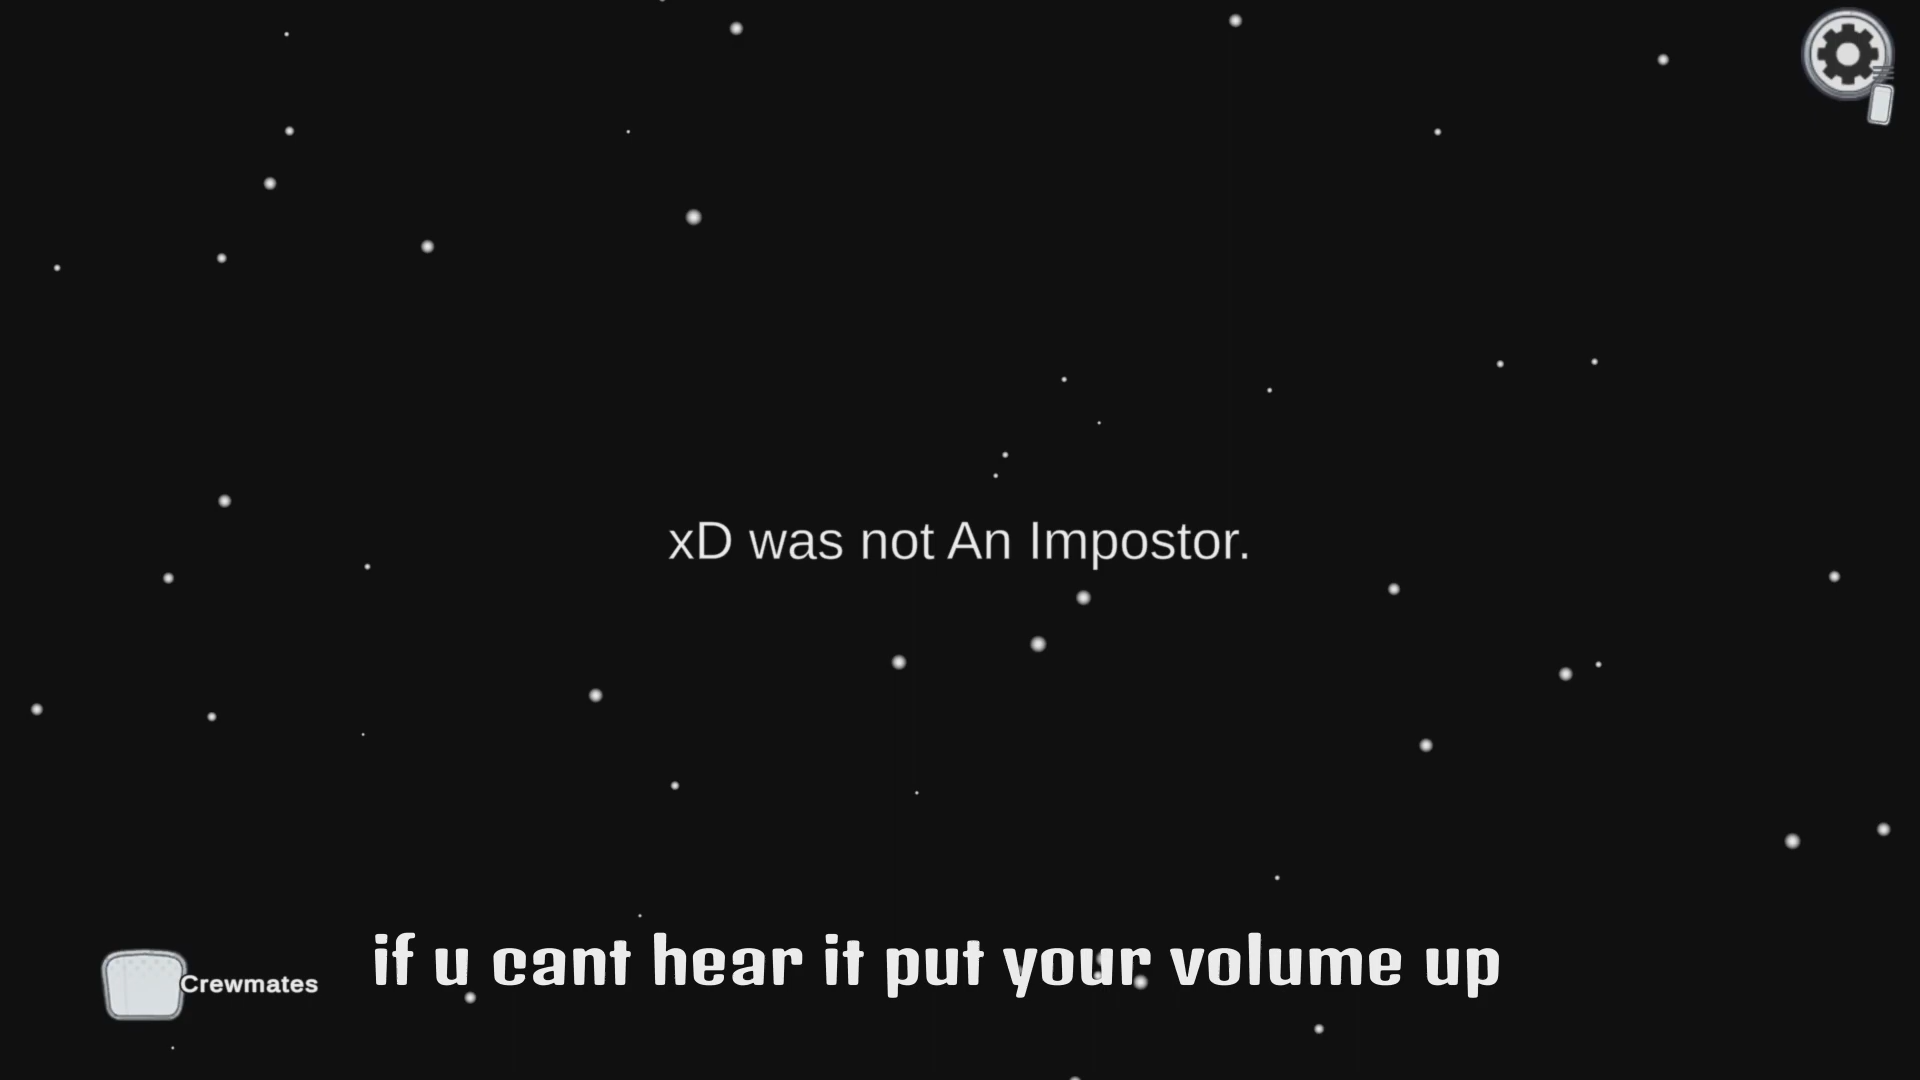 xD was not An Impostor.
Crewmates
if u cant hear it put your volume up